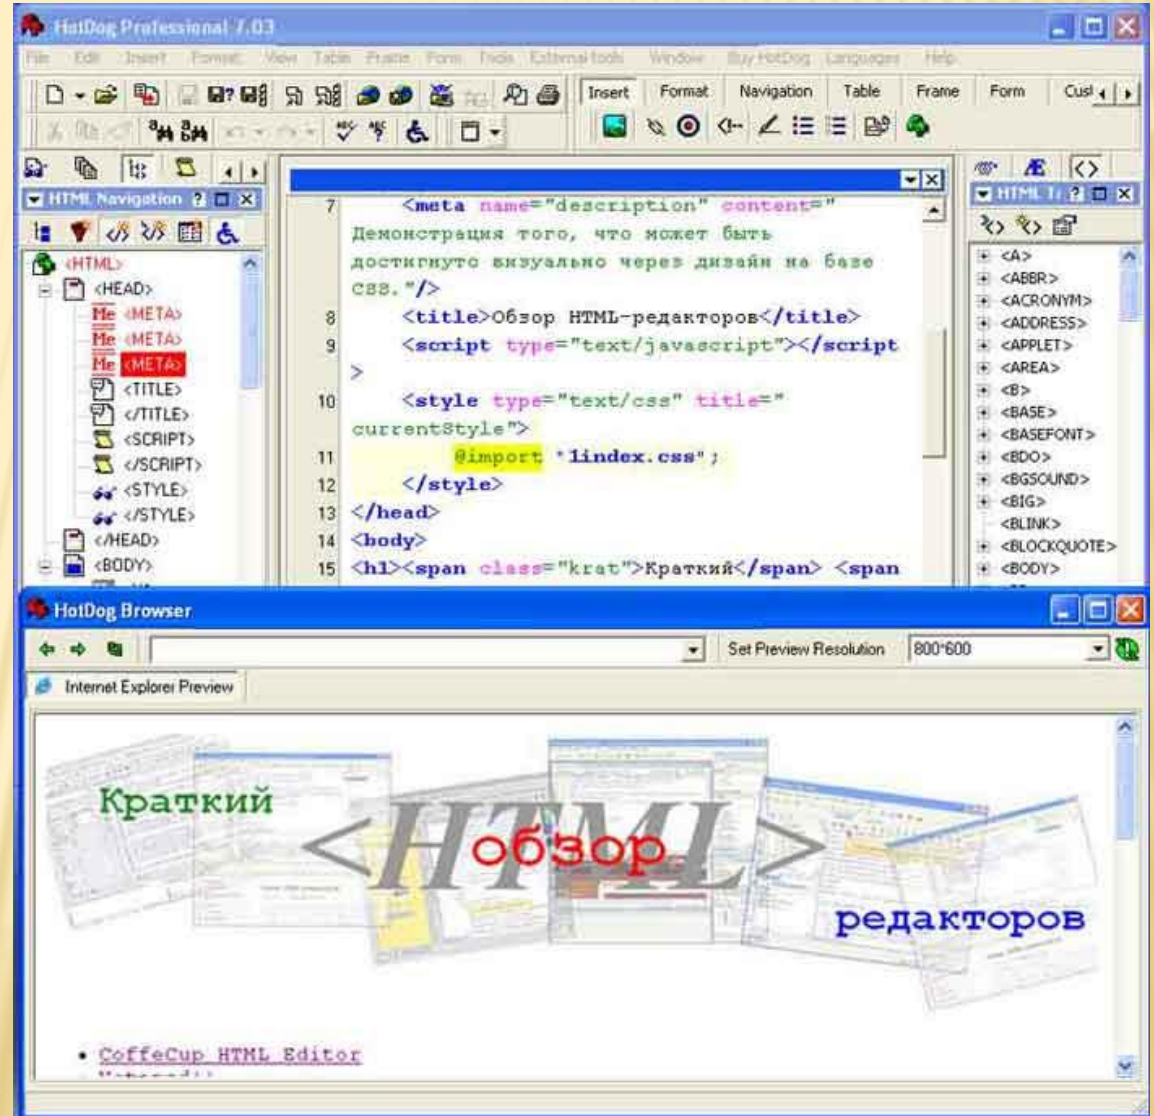 HotDog Professional 7.03
File Edit Insert Format View Table Frame Form Tools External tools Window Buy HotDog Languages Help
Insert Format Navigation Table Frame Form Cust
HTML Navigation
<HTML>
<HEAD>
Me <META>
Me <META>
Me <META>
<TITLE>
</TITLE>
<SCRIPT>
</SCRIPT>
<STYLE>
</STYLE>
</HEAD>
<BODY>
7 <meta name="description" content="
Демонстрация того, что может быть
достигнуто визуально через дизайн на базе
CSS."/>
8 <title>Обзор HTML-редакторов</title>
9 <script type="text/javascript"></script
>
10 <style type="text/css" title="
currentStyle">
11 @import "1index.css";
12 </style>
13 </head>
14 <body>
15 <h1><span class="krat">Краткий</span> <span
HTML T
<A>
<ABBR>
<ACRONYM>
<ADDRESS>
<APPLET>
<AREA>
<B>
<BASE>
<BASEFONT>
<BDO>
<BGSOUND>
<BIG>
<BLINK>
<BLOCKQUOTE>
<BODY>
HotDog Browser
Set Preview Resolution 800*600
Internet Explorer Preview
Краткий
<HTML>
обзор
редакторов
CoffeCup HTML Editor